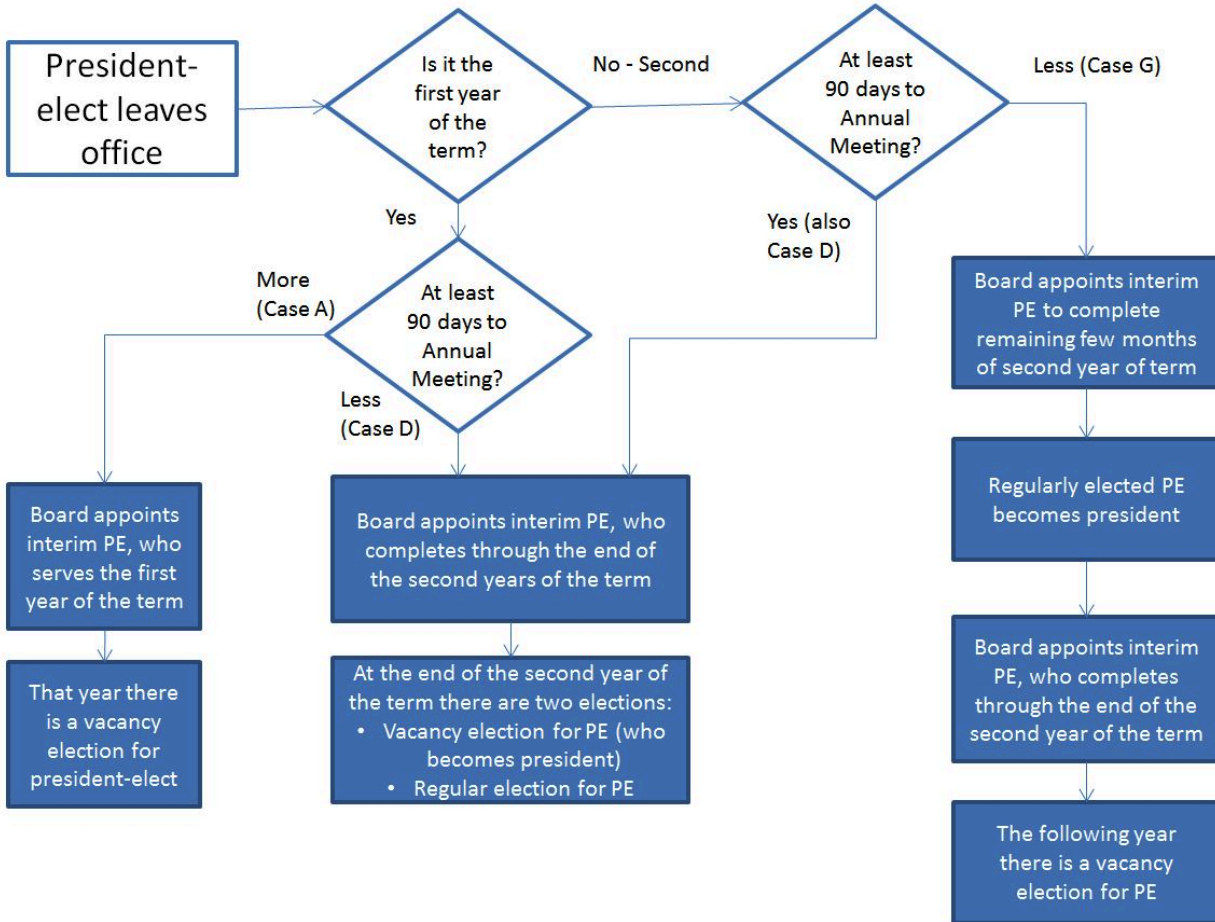 President-
elect leaves
office
Is it the
first year
of the
term?
No - Second
At least
90 days to
Annual
Meeting?
Less (Case G)
Yes
Yes (also
Case D)
More
(Case A)
At least
90 days to
Annual
Meeting?
Less
(Case D)
Board appoints
interim PE, who
serves the first
year of the term
That year there
is a vacancy
election for
president-elect
Board appoints interim PE, who
completes through the end of
the second years of the term
At the end of the second year of
the term there are two elections:
• Vacancy election for PE (who
becomes president)
• Regular election for PE
Board appoints interim
PE to complete
remaining few months
of second year of term
Regularly elected PE
becomes president
Board appoints interim
PE, who completes
through the end of the
second year of the term
The following year
there is a vacancy
election for PE